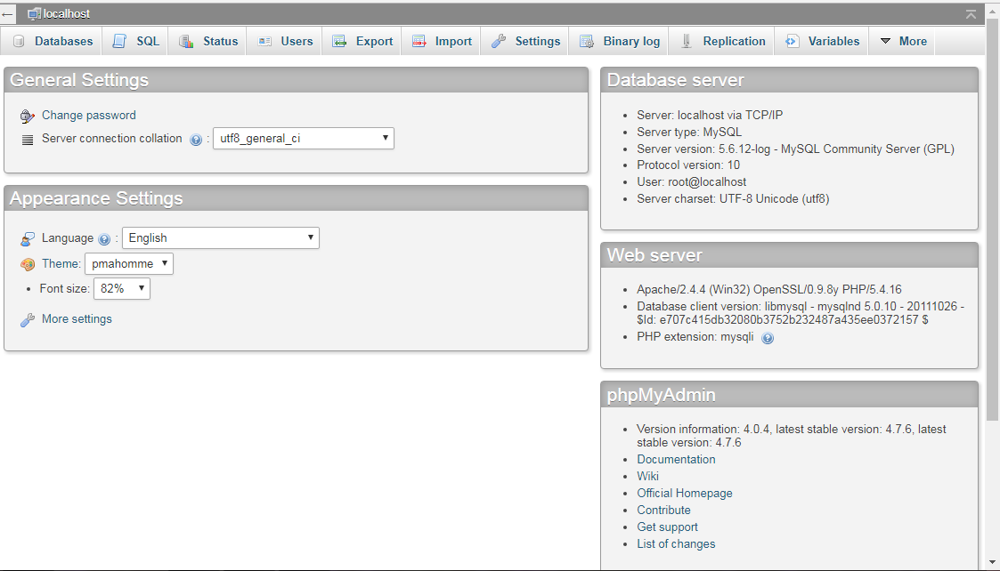 localhost
Databases SQL Status Users Export Import Settings Binary log Replication Variables More
General Settings
Change password
Server connection collation : utf8_general_ci
Appearance Settings
Language : English
Theme: pmahomme
Font size: 82%
More settings
Database server
Server: localhost via TCP/IP
Server type: MySQL
Server version: 5.6.12-log - MySQL Community Server (GPL)
Protocol version: 10
User: root@localhost
Server charset: UTF-8 Unicode (utf8)
Web server
Apache/2.4.4 (Win32) OpenSSL/0.9.8y PHP/5.4.16
Database client version: libmysql - mysqlnd 5.0.10 - 20111026 -
$Id: e707c415db32080b3752b232487a435ee0372157 $
PHP extension: mysqli
phpMyAdmin
Version information: 4.0.4, latest stable version: 4.7.6, latest
stable version: 4.7.6
Documentation
Wiki
Official Homepage
Contribute
Get support
List of changes